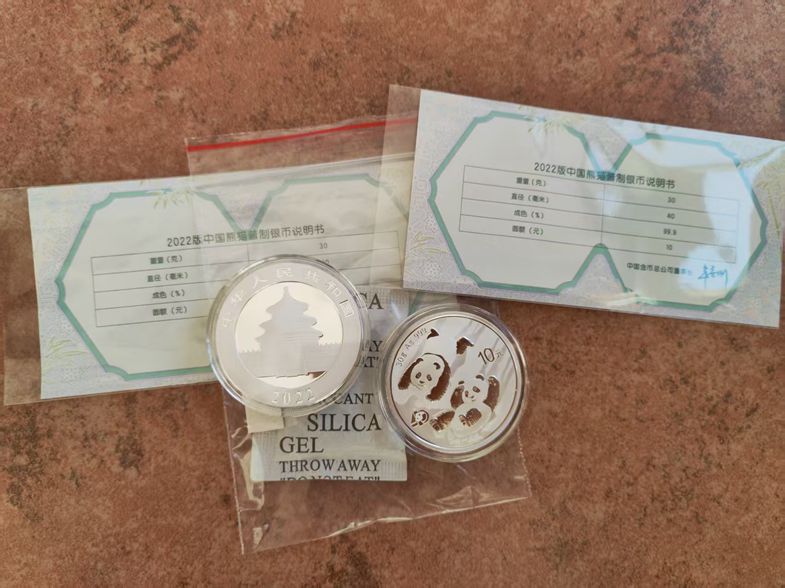 2022版中国熊猫普制银币说明书
重量（克） 30
直径（毫米） 40
成色（%） 99.9
面额（元） 10
中国金币总公司董事长
2022版中国熊猫普制银币说明书
重量（克） 30
直径（毫米）
成色（%）
面额（元）
中华人民共和国
2022
30g Ag.999
10元
SILICA
GEL
THROW AWAY
"DO NOT EAT"